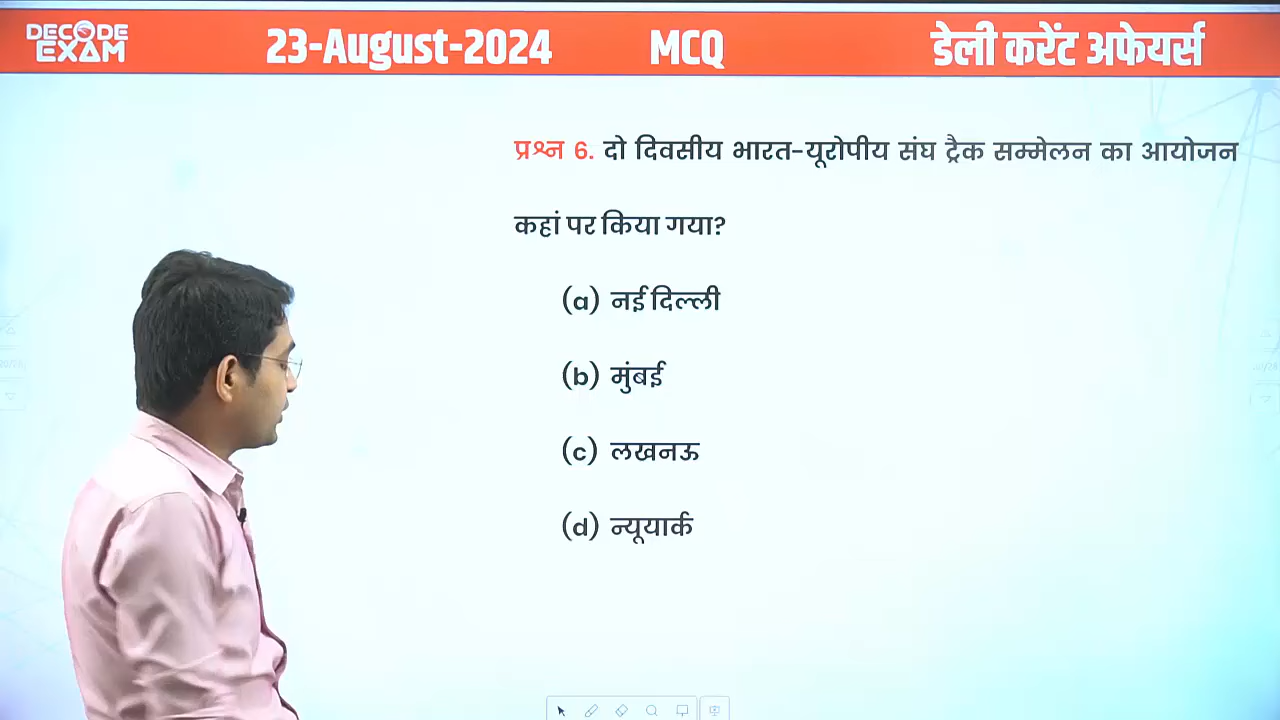 DECODE EXAM
23-August-2024 MCQ डेली करेंट अफेयर्स
प्रश्न 6. दो दिवसीय भारत-यूरोपीय संघ ट्रैक सम्मेलन का आयोजन
कहां पर किया गया?
(a) नई दिल्ली
(b) मुंबई
(c) लखनऊ
(d) न्यूयार्क